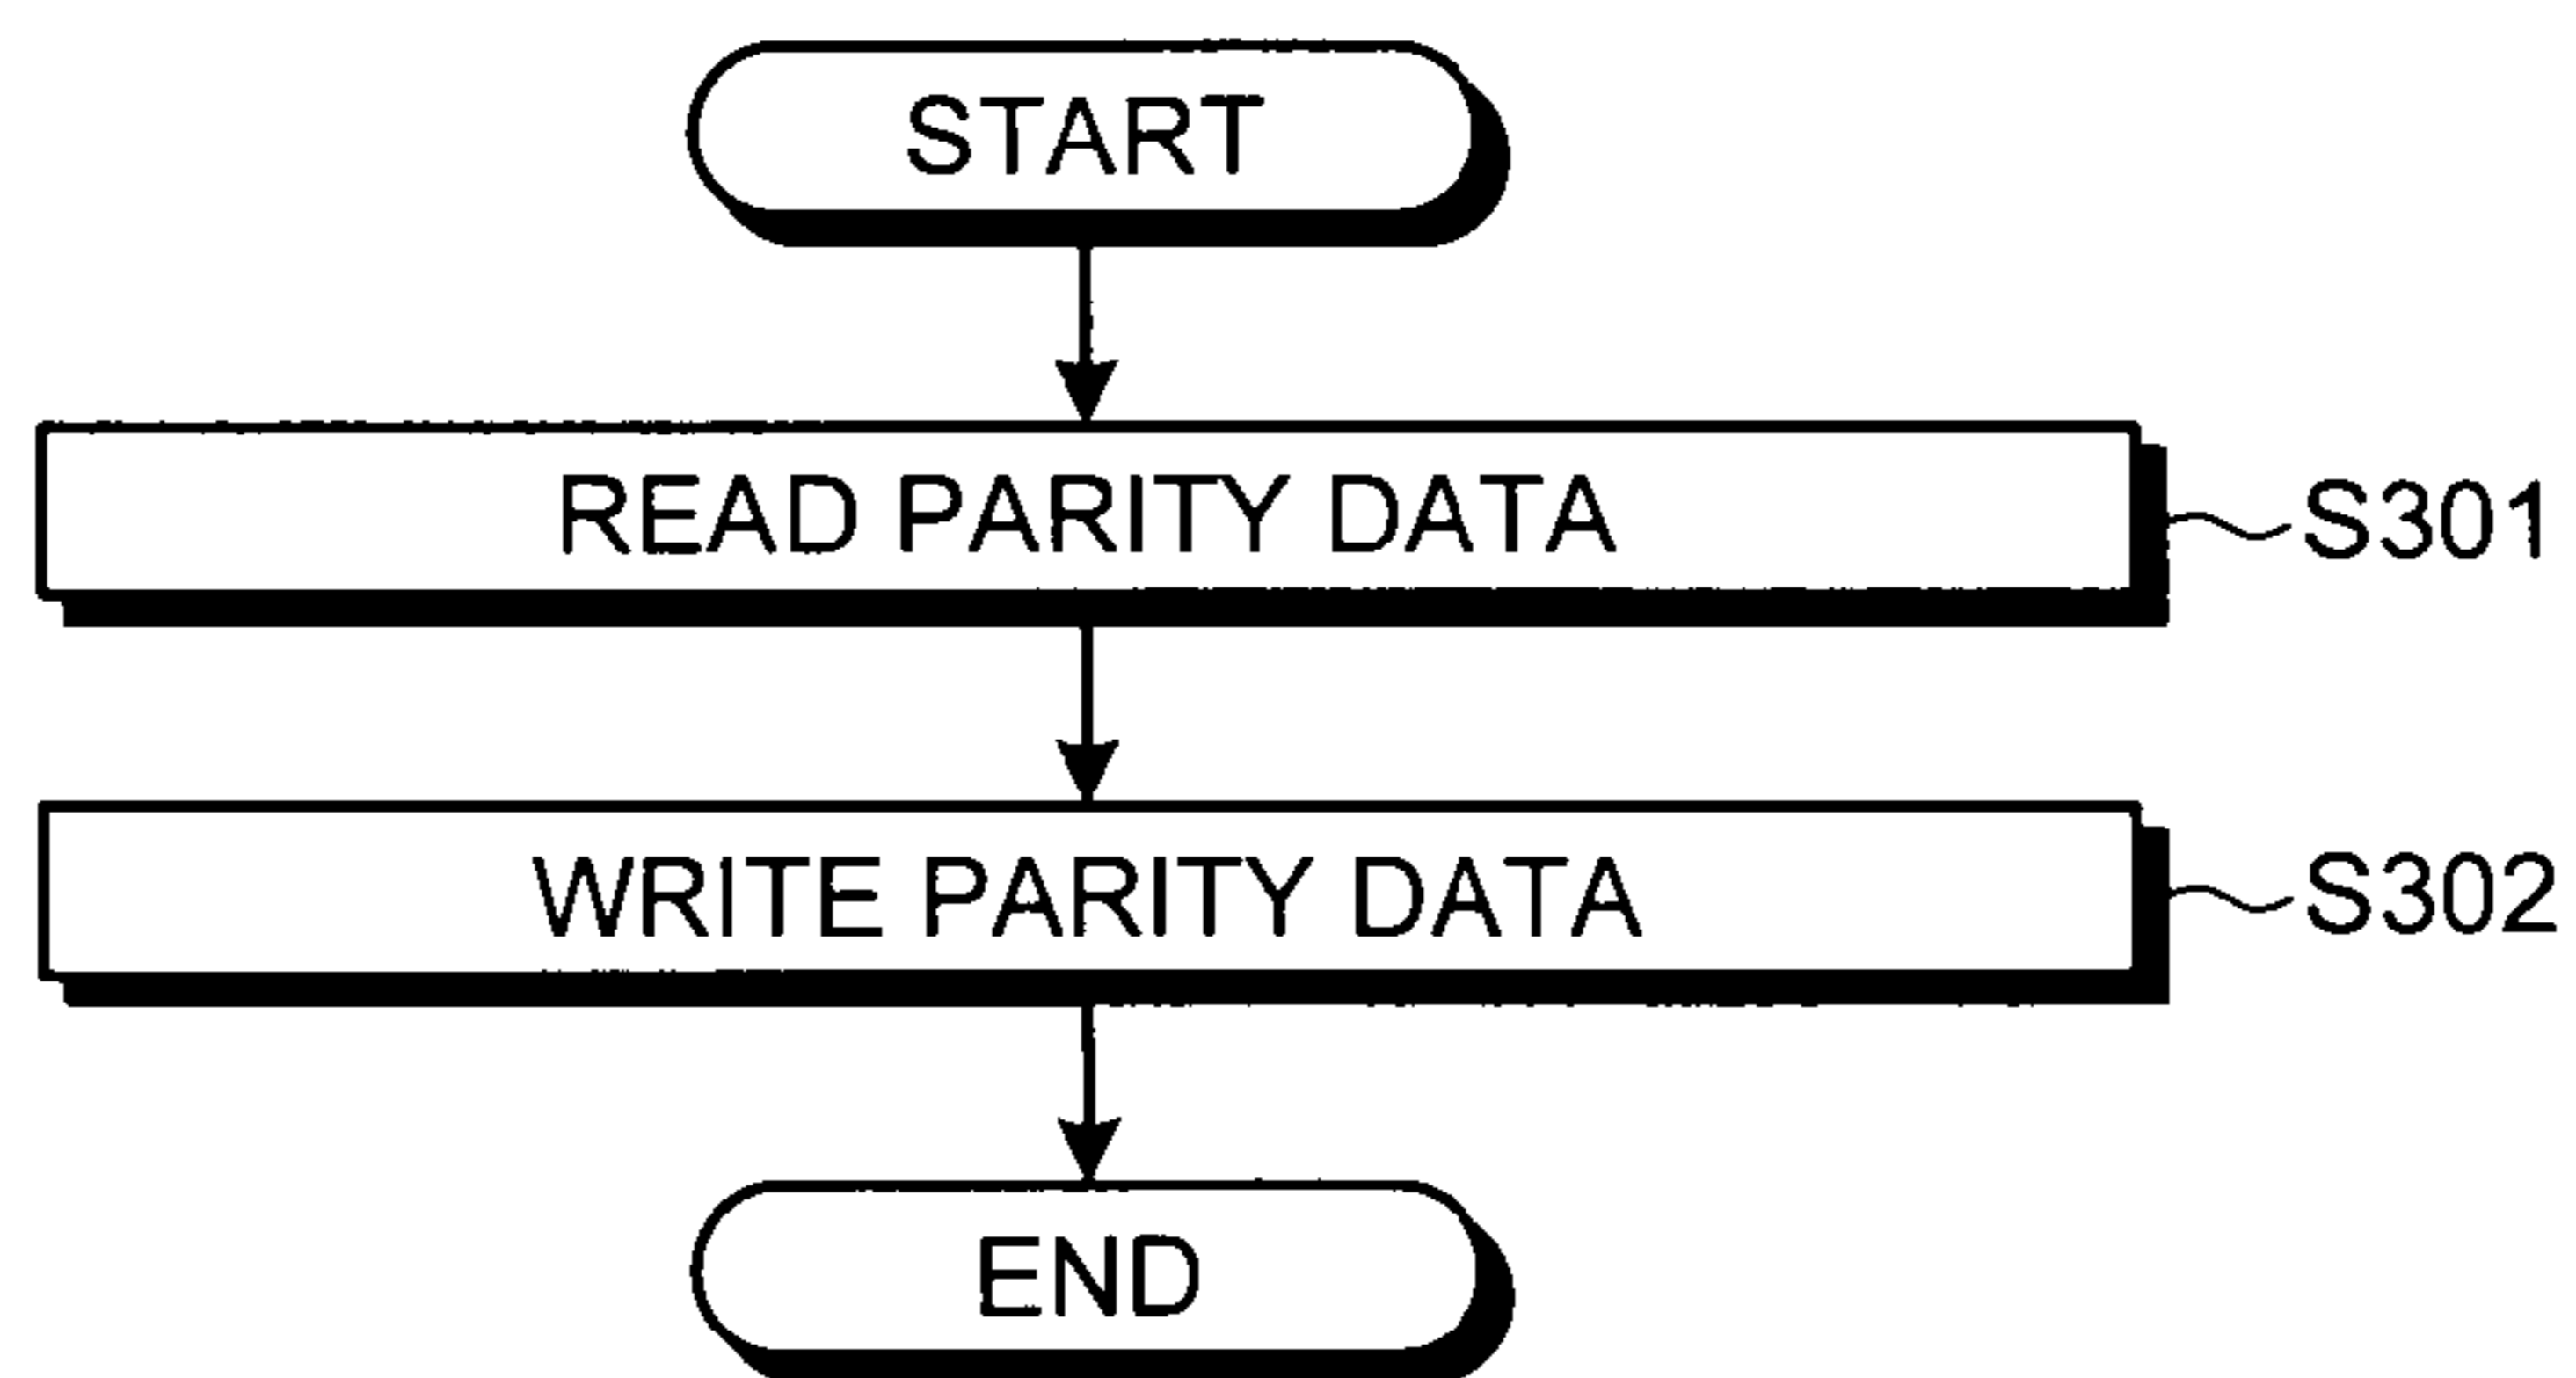 START
READ PARITY DATA
S301
WRITE PARITY DATA
S302
END